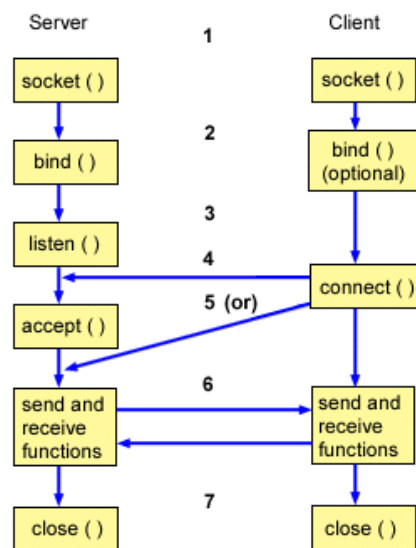 Server
1
Client
socket ( )
socket ( )
2
bind ( )
bind ( )
(optional)
3
listen ( )
4
connect ( )
5 (or)
accept ( )
6
send and
receive
functions
send and
receive
functions
7
close ( )
close ( )